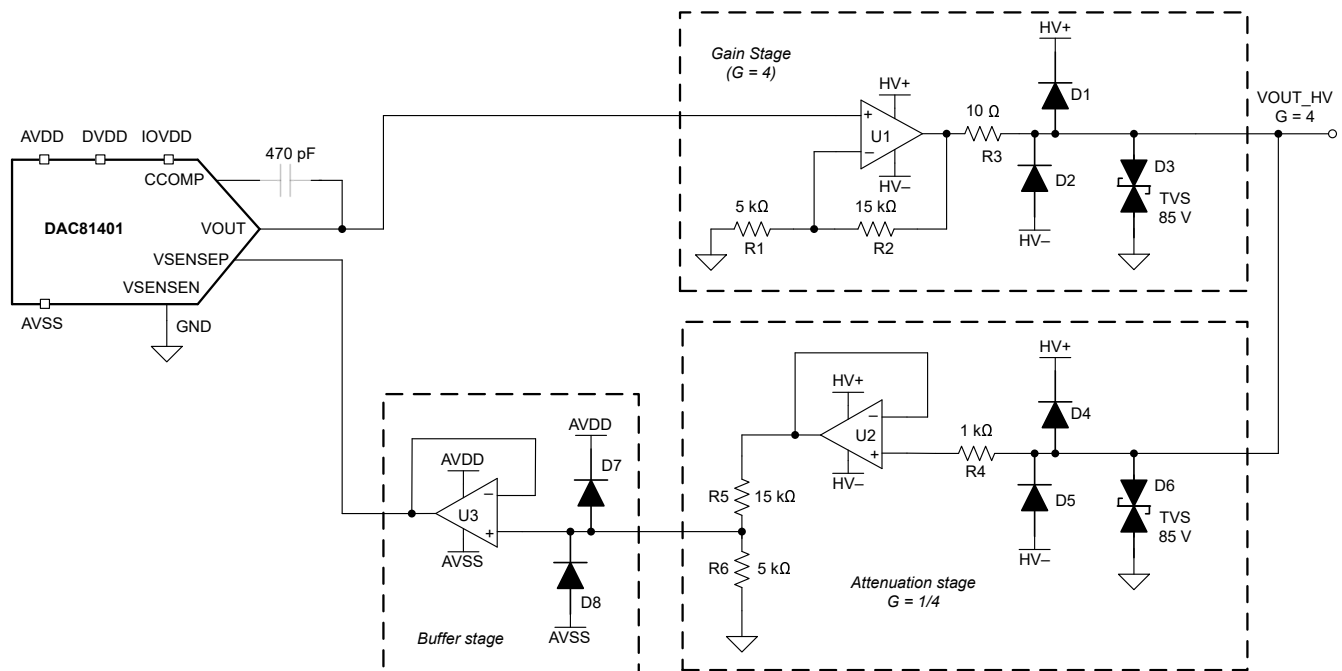 Gain Stage
(G = 4)
HV+
D1
VOUT_HV
G = 4
HV+
+
U1
–
HV–
10 Ω
R3
D2
HV–
D3
TVS
85 V
5 kΩ
R1
15 kΩ
R2
AVDD
DVDD
IOVDD
470 pF
CCOMP
DAC81401
VOUT
VSENSEP
VSENSEN
AVSS
GND
HV+
D4
HV+
–
U2
+
HV–
1 kΩ
R4
D5
HV–
D6
TVS
85 V
R5
15 kΩ
R6
5 kΩ
Attenuation stage
G = 1/4
AVDD
D7
AVDD
–
U3
+
AVSS
D8
AVSS
Buffer stage